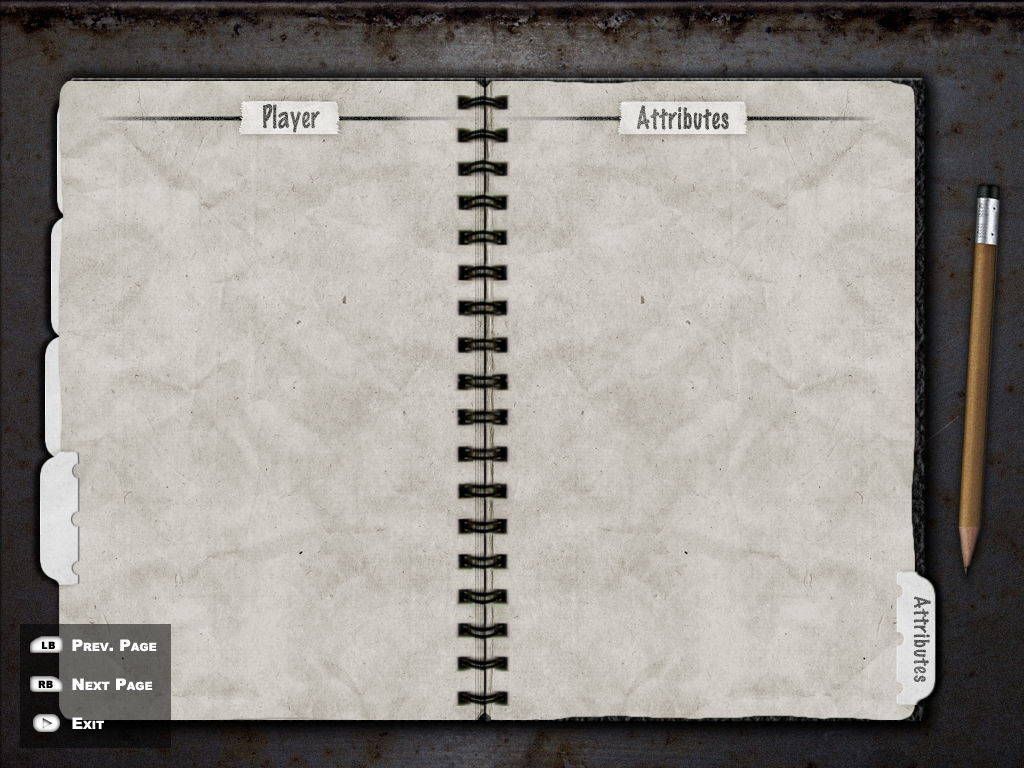 Player
Attributes
Attributes
LB Prev. Page
RB Next Page
Exit